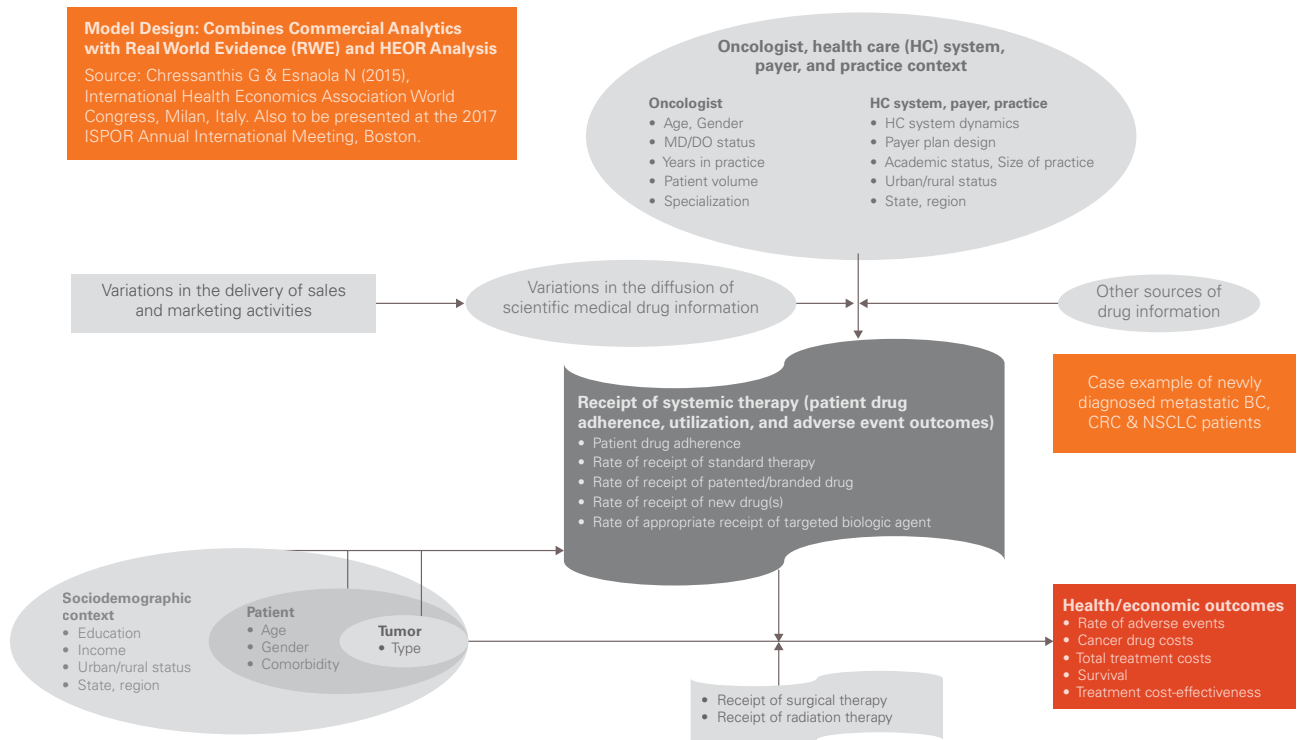 Model Design: Combines Commercial Analytics
with Real World Evidence (RWE) and HEOR Analysis
Source: Chressanthis G & Esnaola N (2015),
International Health Economics Association World
Congress, Milan, Italy. Also to be presented at the 2017
ISPOR Annual International Meeting, Boston.
Oncologist, health care (HC) system,
payer, and practice context
Oncologist
• Age, Gender
• MD/DO status
• Years in practice
• Patient volume
• Specialization
HC system, payer, practice
• HC system dynamics
• Payer plan design
• Academic status, Size of practice
• Urban/rural status
• State, region
Variations in the delivery of sales
and marketing activities
Variations in the diffusion of
scientific medical drug information
Other sources of
drug information
Receipt of systemic therapy (patient drug
adherence, utilization, and adverse event outcomes)
• Patient drug adherence
• Rate of receipt of standard therapy
• Rate of receipt of patented/branded drug
• Rate of receipt of new drug(s)
• Rate of appropriate receipt of targeted biologic agent
Case example of newly
diagnosed metastatic BC,
CRC & NSCLC patients
Sociodemographic
context
• Education
• Income
• Urban/rural status
• State, region
Patient
• Age
• Gender
• Comorbidity
Tumor
• Type
Health/economic outcomes
• Rate of adverse events
• Cancer drug costs
• Total treatment costs
• Survival
• Treatment cost-effectiveness
• Receipt of surgical therapy
• Receipt of radiation therapy